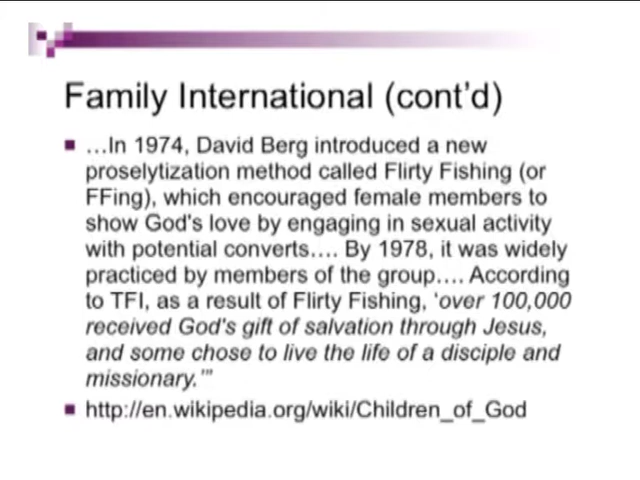 Family International (cont'd)
…In 1974, David Berg introduced a new
proselytization method called Flirty Fishing (or
FFing), which encouraged female members to
show God's love by engaging in sexual activity
with potential converts…. By 1978, it was widely
practiced by members of the group…. According
to TFI, as a result of Flirty Fishing, 'over 100,000
received God's gift of salvation through Jesus,
and some chose to live the life of a disciple and
missionary.'"
http://en.wikipedia.org/wiki/Children_of_God